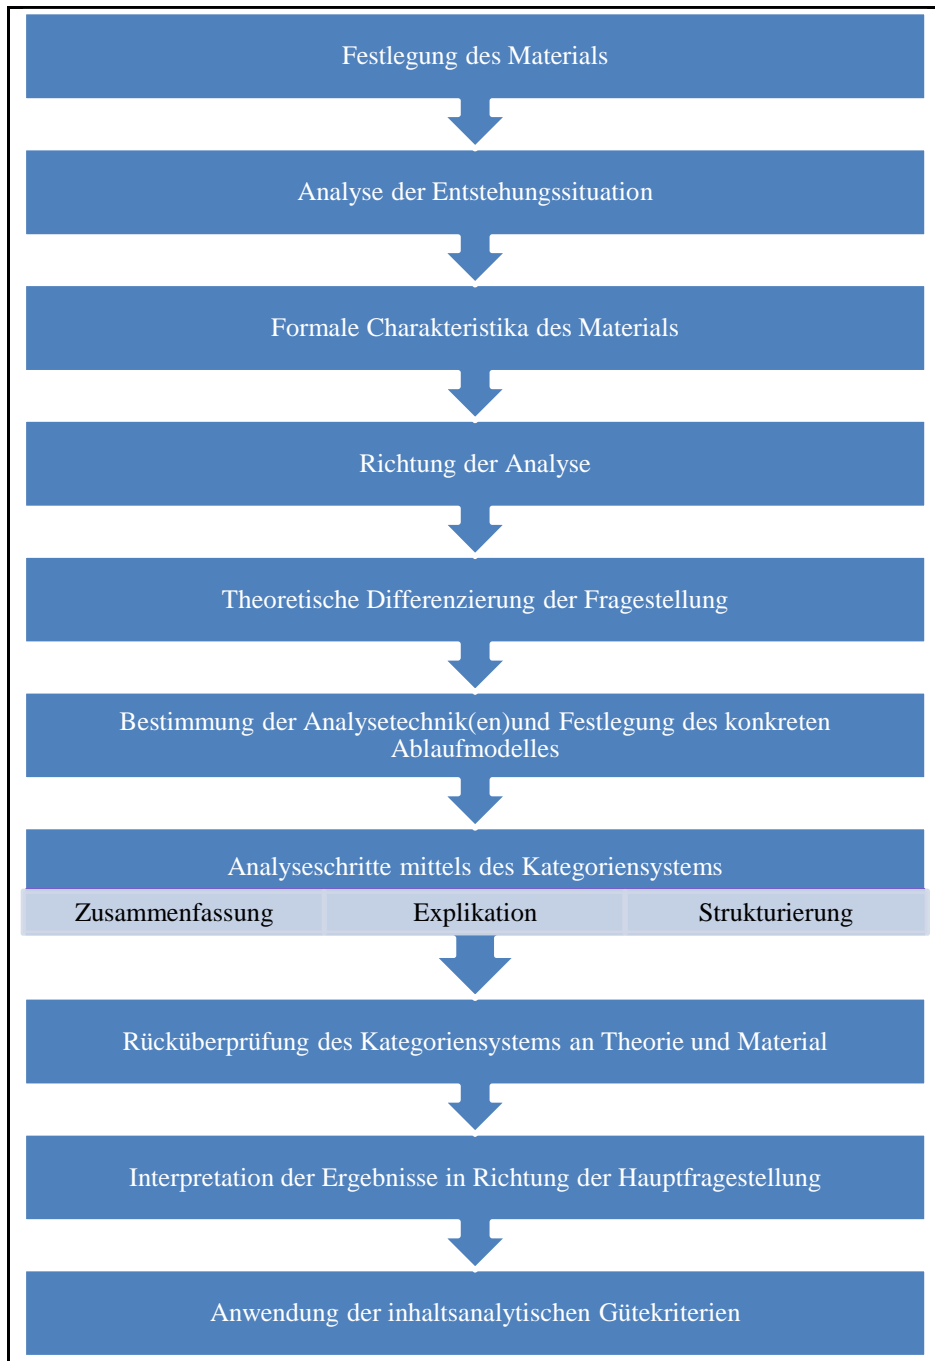 Festlegung des Materials
Analyse der Entstehungssituation
Formale Charakteristika des Materials
Richtung der Analyse
Theoretische Differenzierung der Fragestellung
Bestimmung der Analysetechnik(en)und Festlegung des konkreten
Ablaufmodelles
Analyseschritte mittels des Kategoriensystems
Zusammenfassung Explikation Strukturierung
Rücküberprüfung des Kategoriensystems an Theorie und Material
Interpretation der Ergebnisse in Richtung der Hauptfragestellung
Anwendung der inhaltsanalytischen Gütekriterien